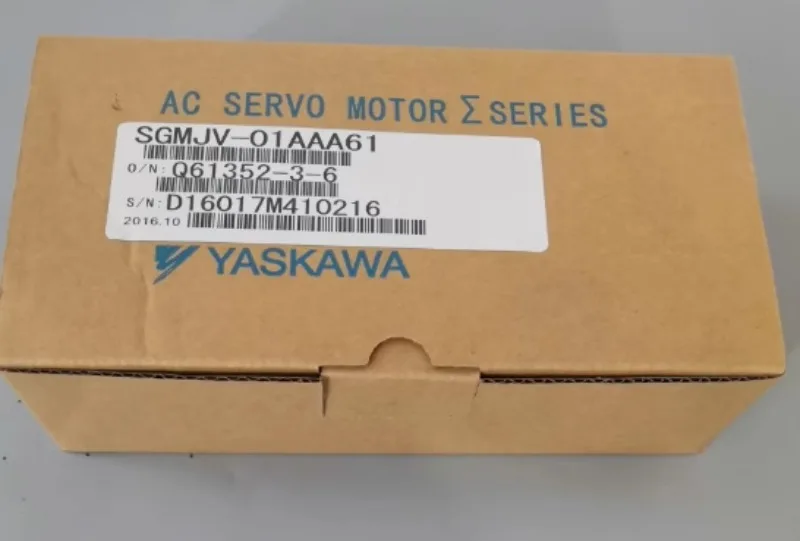 AC SERVO MOTOR Σ SERIES
SGMJV-01AAA61
O/N: Q61352-3-6
S/N: D16017M410216
2016.10
YASKAWA